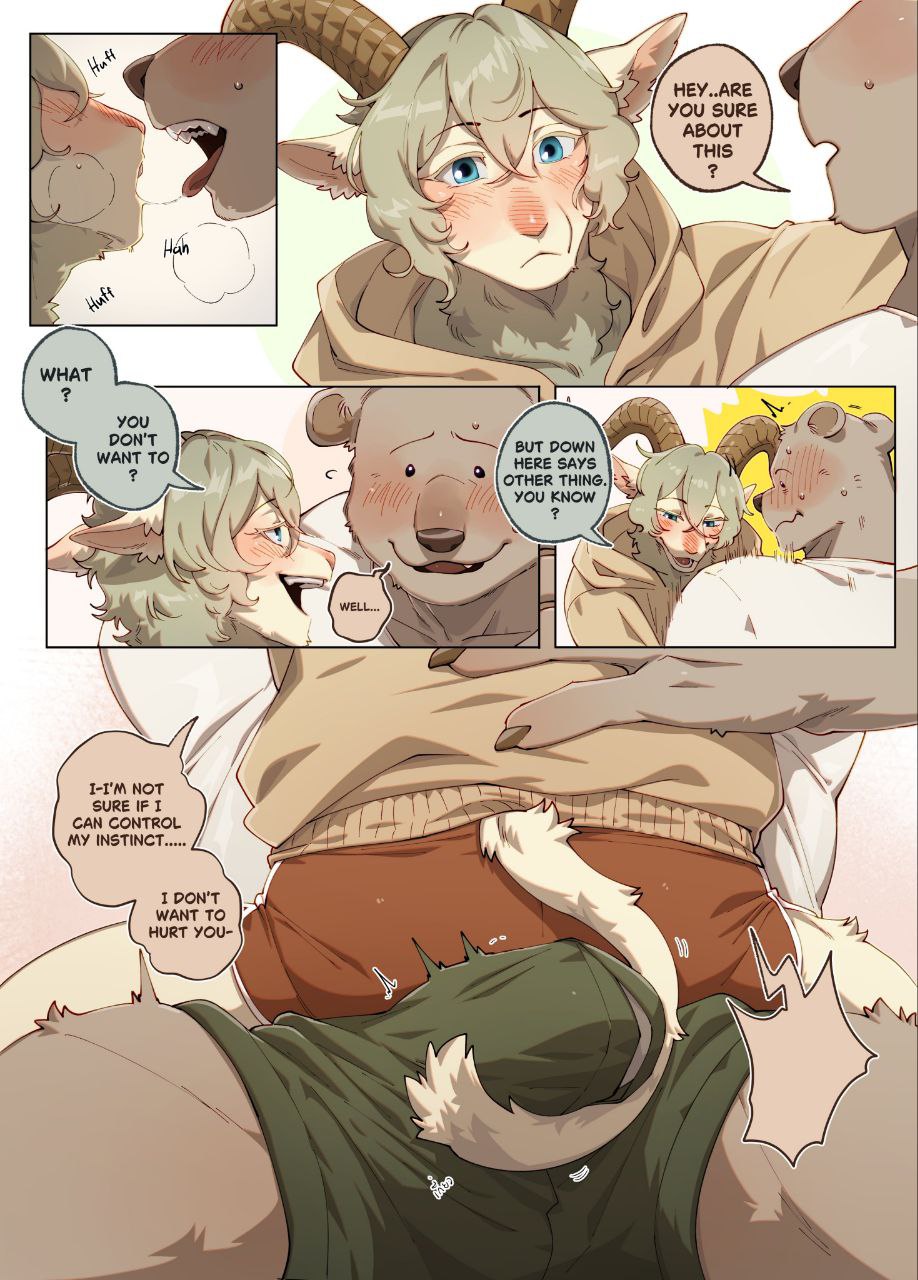 Huff
Hah
Huff
HEY..ARE
YOU SURE
ABOUT
THIS
?
WHAT
?
YOU
DON'T
WANT TO
?
WELL...
BUT DOWN
HERE SAYS
OTHER THING.
YOU KNOW
?
I-I'M NOT
SURE IF I
CAN CONTROL
MY INSTINCT.....
I DON'T
WANT TO
HURT YOU-